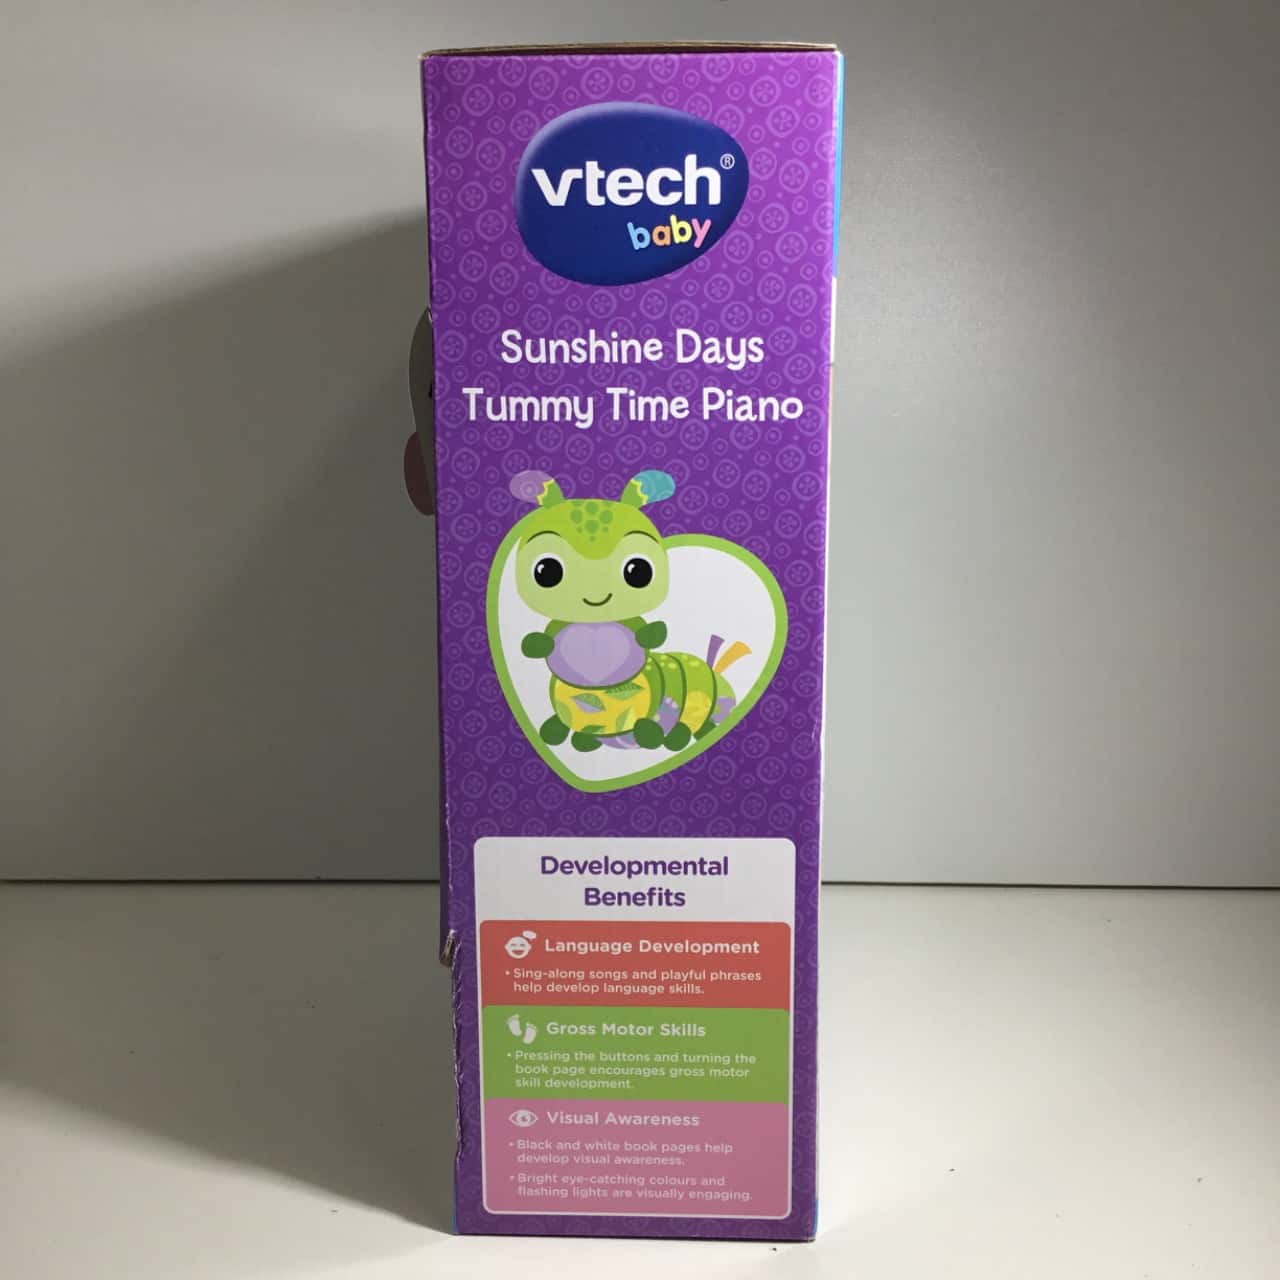 vtech®
baby
Sunshine Days
Tummy Time Piano
Developmental
Benefits
Language Development
• Sing-along songs and playful phrases
help develop language skills.
Gross Motor Skills
• Pressing the buttons and turning the
book page encourages gross motor
skill development.
Visual Awareness
• Black and white book pages help
develop visual awareness.
• Bright eye-catching colours and
flashing lights are visually engaging.